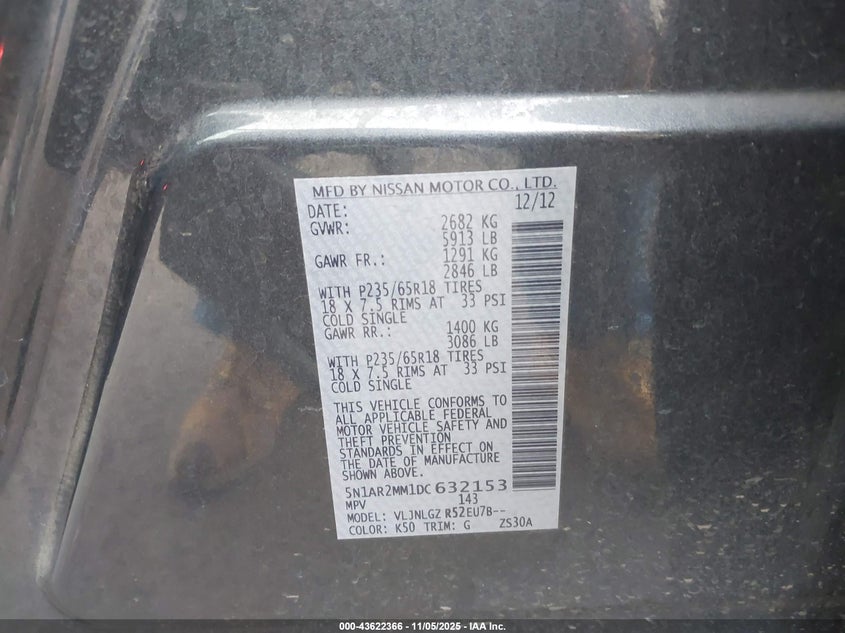 MFD BY NISSAN MOTOR CO., LTD.
DATE: 12/12
GVWR: 2682 KG
5913 LB
GAWR FR.: 1291 KG
2846 LB
WITH P235/65R18 TIRES
18 X 7.5 RIMS AT 33 PSI
COLD SINGLE
GAWR RR.: 1400 KG
3086 LB
WITH P235/65R18 TIRES
18 X 7.5 RIMS AT 33 PSI
COLD SINGLE
THIS VEHICLE CONFORMS TO
ALL APPLICABLE FEDERAL
MOTOR VEHICLE SAFETY AND
THEFT PREVENTION
STANDARDS IN EFFECT ON
THE DATE OF MANUFACTURE
SHOWN ABOVE.
5N1AR2MM1DC632153
MPV 143
MODEL: VLJNLGZ R52EU7B--
COLOR: K50 TRIM: G ZS30A
000-43622366 - 11/05/2025 - IAA Inc.